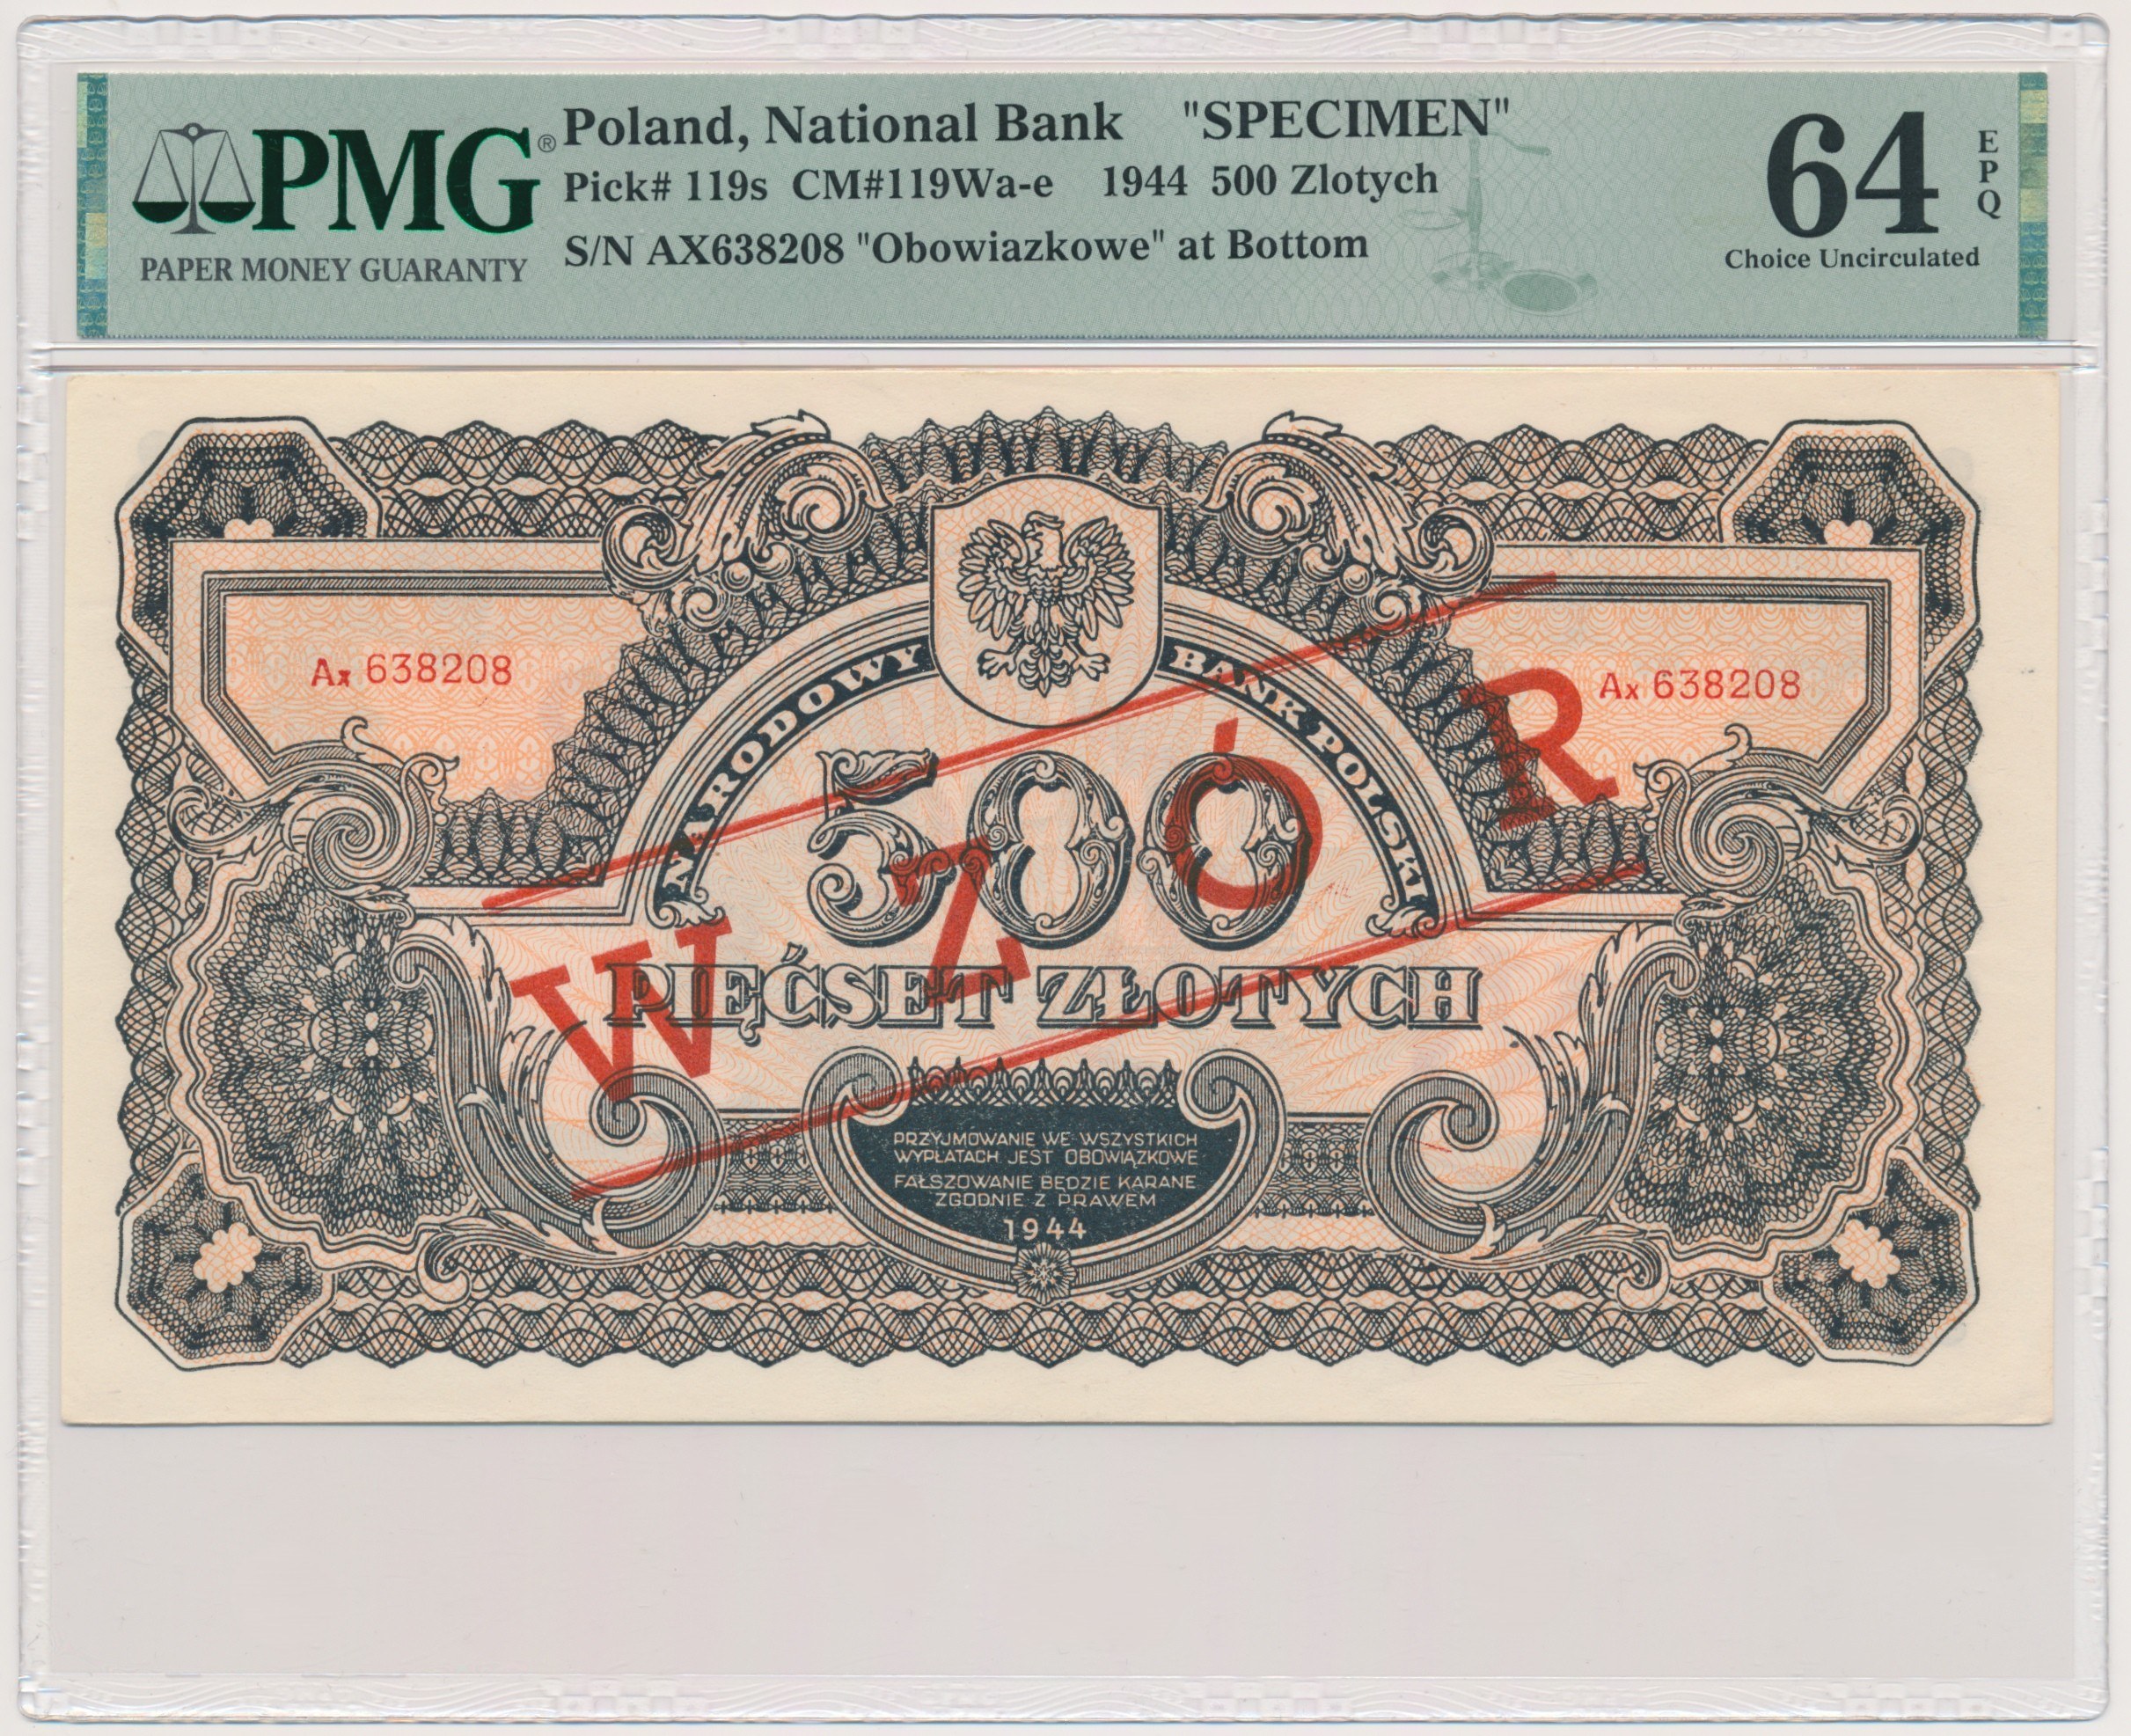 PMG®
PAPER MONEY GUARANTY
Poland, National Bank "SPECIMEN"
Pick# 119s CM#119Wa-e 1944 500 Zlotych
S/N AX638208 "Obowiazkowe" at Bottom
64
EPQ
Choice Uncirculated
Ax 638208
Ax 638208
NARODOWY BANK POLSKI
500
WZÓR
PIĘĆSET ZŁOTYCH
PRZYJMOWANIE WE WSZYSTKICH
WYPŁATACH JEST OBOWIĄZKOWE
FAŁSZOWANIE BĘDZIE KARANE
ZGODNIE Z PRAWEM
1944